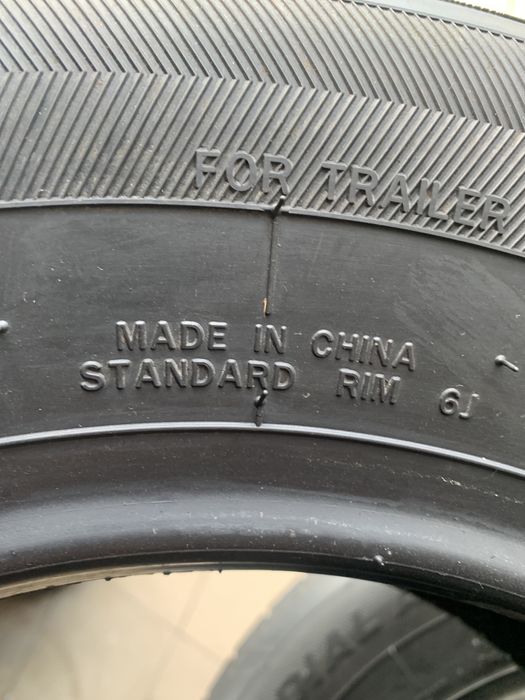 FOR TRAILER
MADE IN CHINA
STANDARD RIM 6J